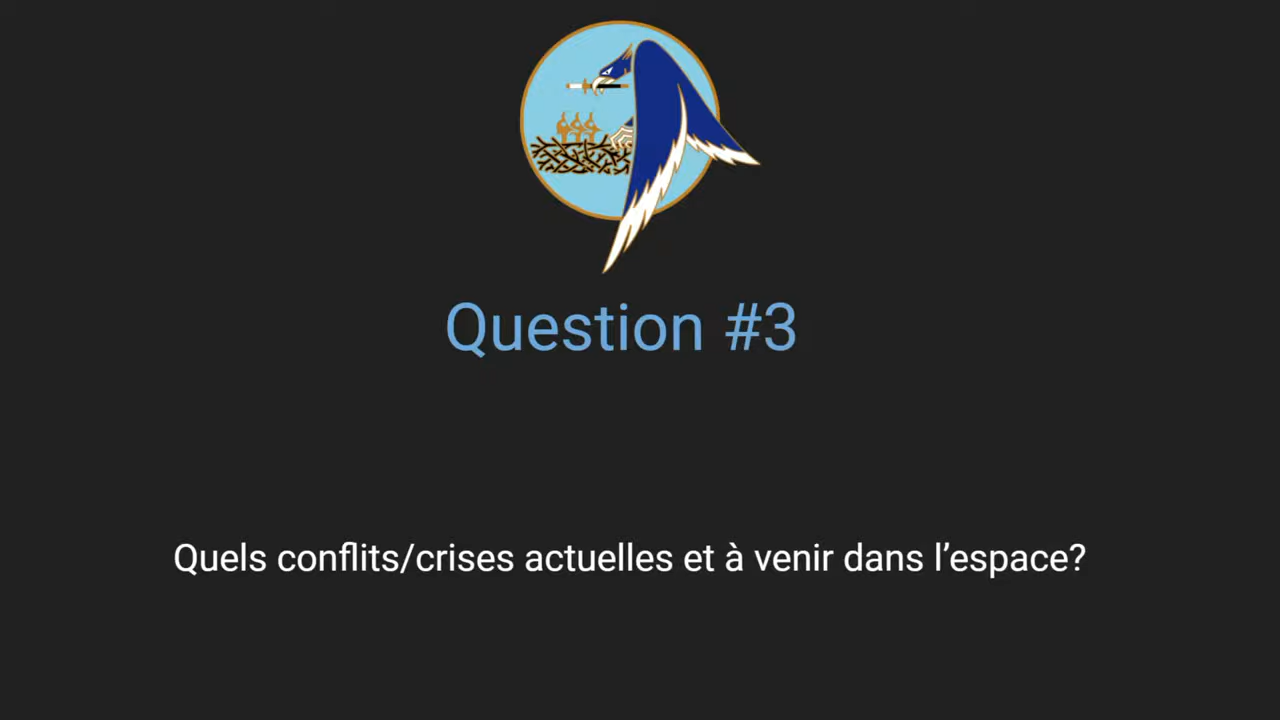 Question #3
Quels conflits/crises actuelles et à venir dans l’espace?